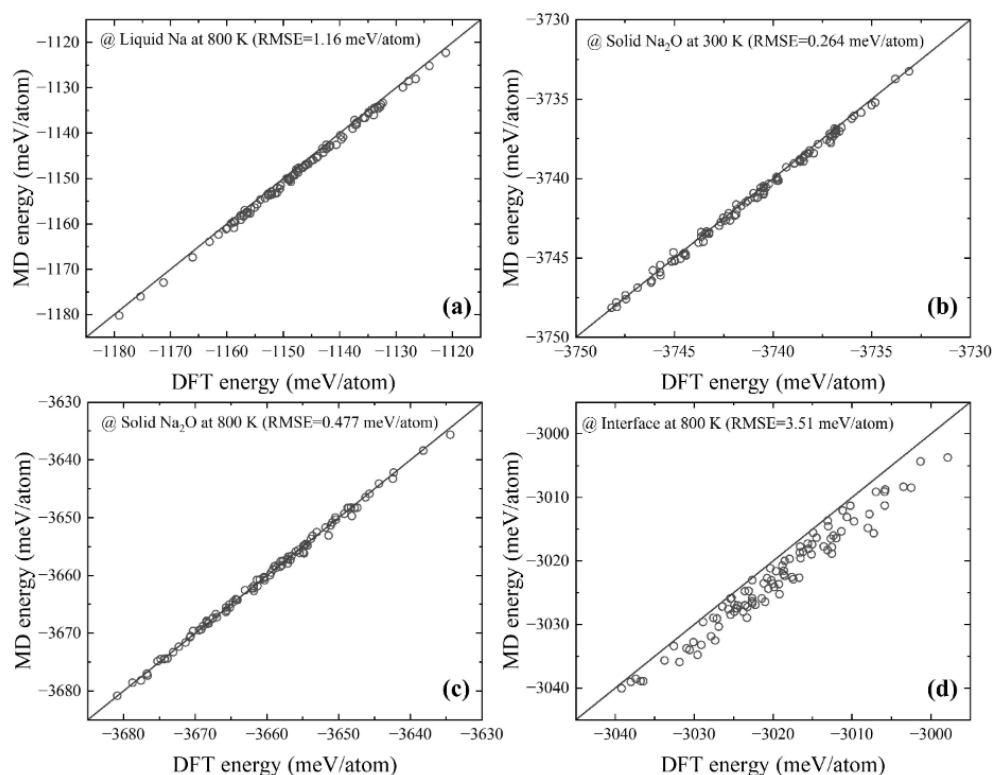 −1120
−1130
−1140
−1150
−1160
−1170
−1180
MD energy (meV/atom)
@ Liquid Na at 800 K (RMSE=1.16 meV/atom)
(a)
−1180 −1170 −1160 −1150 −1140 −1130 −1120
DFT energy (meV/atom)
−3730
−3735
−3740
−3745
−3750
MD energy (meV/atom)
@ Solid Na₂O at 300 K (RMSE=0.264 meV/atom)
(b)
−3750 −3745 −3740 −3735 −3730
DFT energy (meV/atom)
−3630
−3640
−3650
−3660
−3670
−3680
MD energy (meV/atom)
@ Solid Na₂O at 800 K (RMSE=0.477 meV/atom)
(c)
−3680 −3670 −3660 −3650 −3640 −3630
DFT energy (meV/atom)
−3000
−3010
−3020
−3030
−3040
MD energy (meV/atom)
@ Interface at 800 K (RMSE=3.51 meV/atom)
(d)
−3040 −3030 −3020 −3010 −3000
DFT energy (meV/atom)